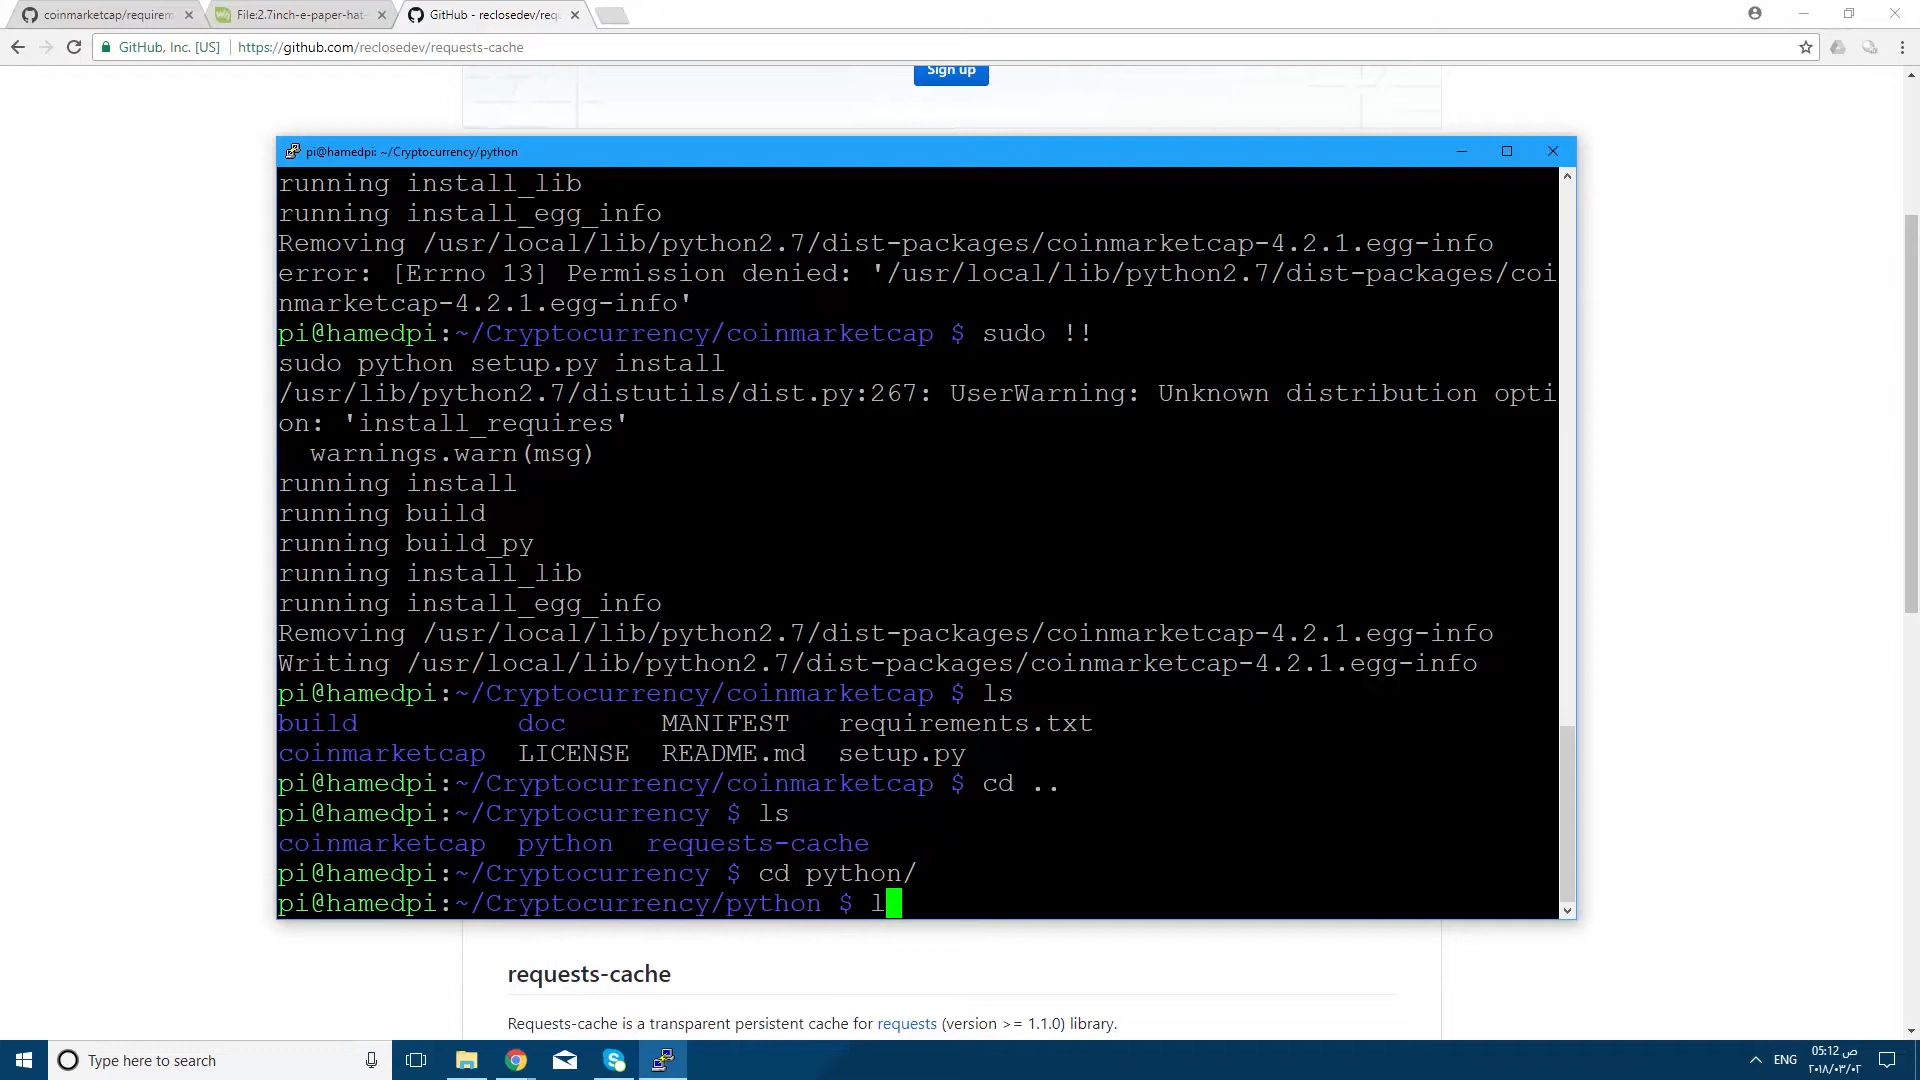 coinmarketcap/requirem
File:2.7inch-e-paper-hat-
GitHub - reclosedev/requ
GitHub, Inc. [US]
https://github.com/reclosedev/requests-cache
Sign up
pi@hamedpi: ~/Cryptocurrency/python
running install_lib
running install_egg_info
Removing /usr/local/lib/python2.7/dist-packages/coinmarketcap-4.2.1.egg-info
error: [Errno 13] Permission denied: '/usr/local/lib/python2.7/dist-packages/coi
nmarketcap-4.2.1.egg-info'
pi@hamedpi:~/Cryptocurrency/coinmarketcap $ sudo !!
sudo python setup.py install
/usr/lib/python2.7/distutils/dist.py:267: UserWarning: Unknown distribution opti
on: 'install_requires'
warnings.warn(msg)
running install
running build
running build_py
running install_lib
running install_egg_info
Removing /usr/local/lib/python2.7/dist-packages/coinmarketcap-4.2.1.egg-info
Writing /usr/local/lib/python2.7/dist-packages/coinmarketcap-4.2.1.egg-info
pi@hamedpi:~/Cryptocurrency/coinmarketcap $ ls
build doc MANIFEST requirements.txt
coinmarketcap LICENSE README.md setup.py
pi@hamedpi:~/Cryptocurrency/coinmarketcap $ cd ..
pi@hamedpi:~/Cryptocurrency $ ls
coinmarketcap python requests-cache
pi@hamedpi:~/Cryptocurrency $ cd python/
pi@hamedpi:~/Cryptocurrency/python $ l
requests-cache
Requests-cache is a transparent persistent cache for requests (version >= 1.1.0) library.
Type here to search
ENG
05:12 ص
٢٠١٨/٠٣/٠٢